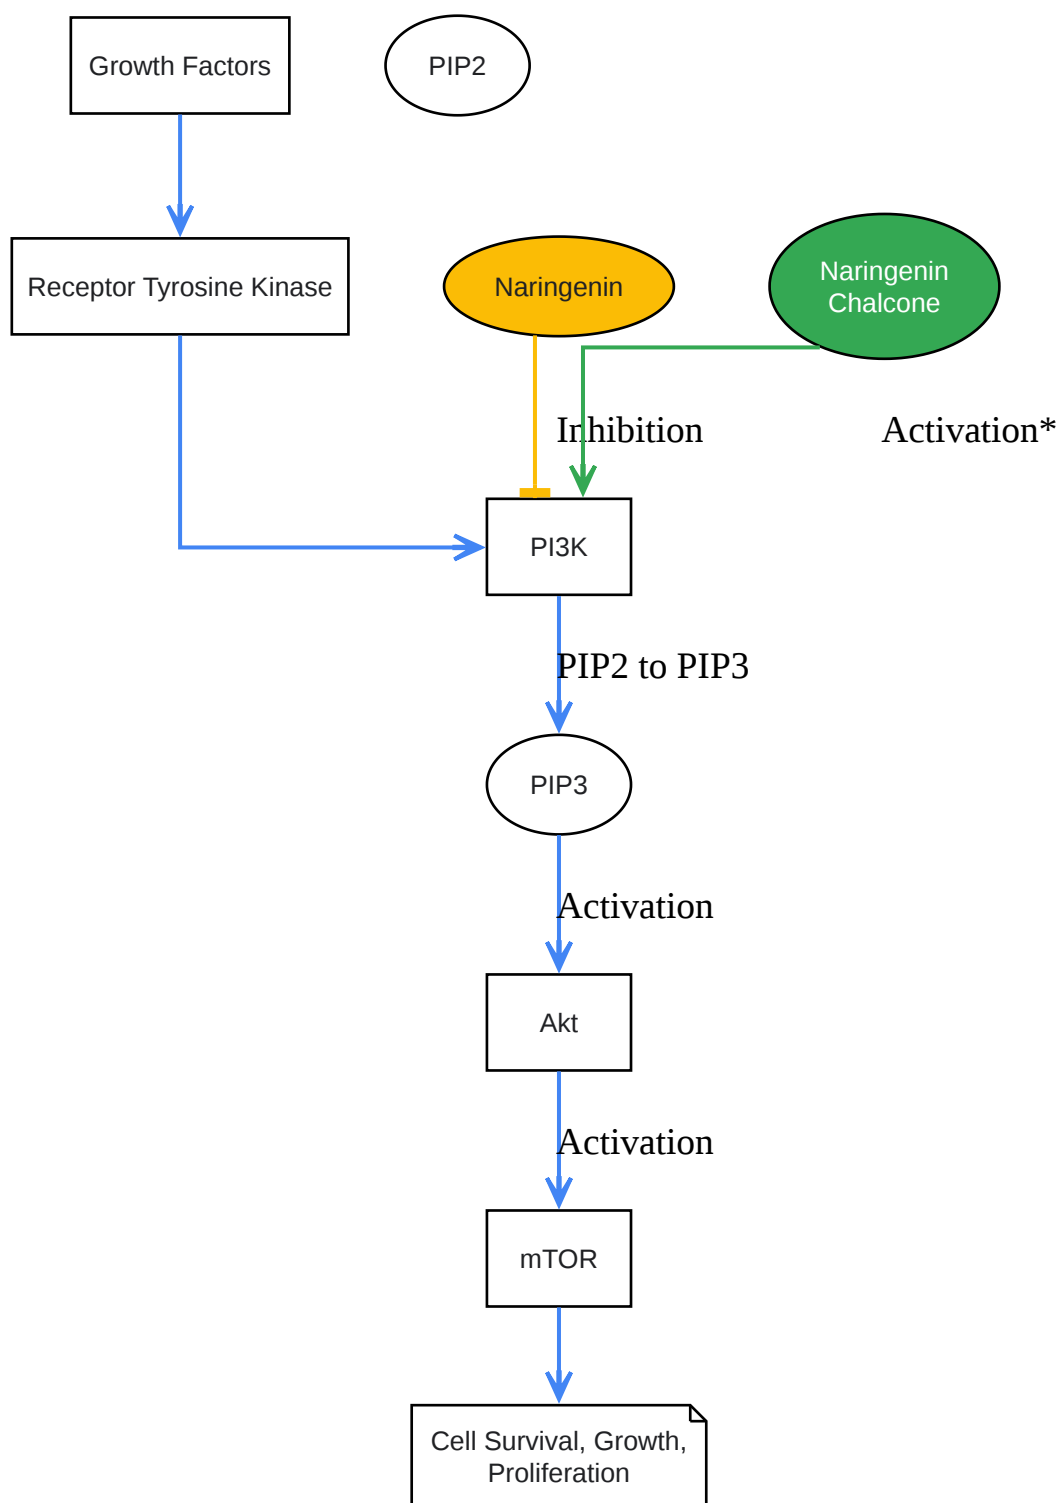 Growth Factors
PIP2
Receptor Tyrosine Kinase
Naringenin
Naringenin
Chalcone
Inhibition
Activation*
PI3K
PIP2 to PIP3
PIP3
Activation
Akt
Activation
mTOR
Cell Survival, Growth,
Proliferation